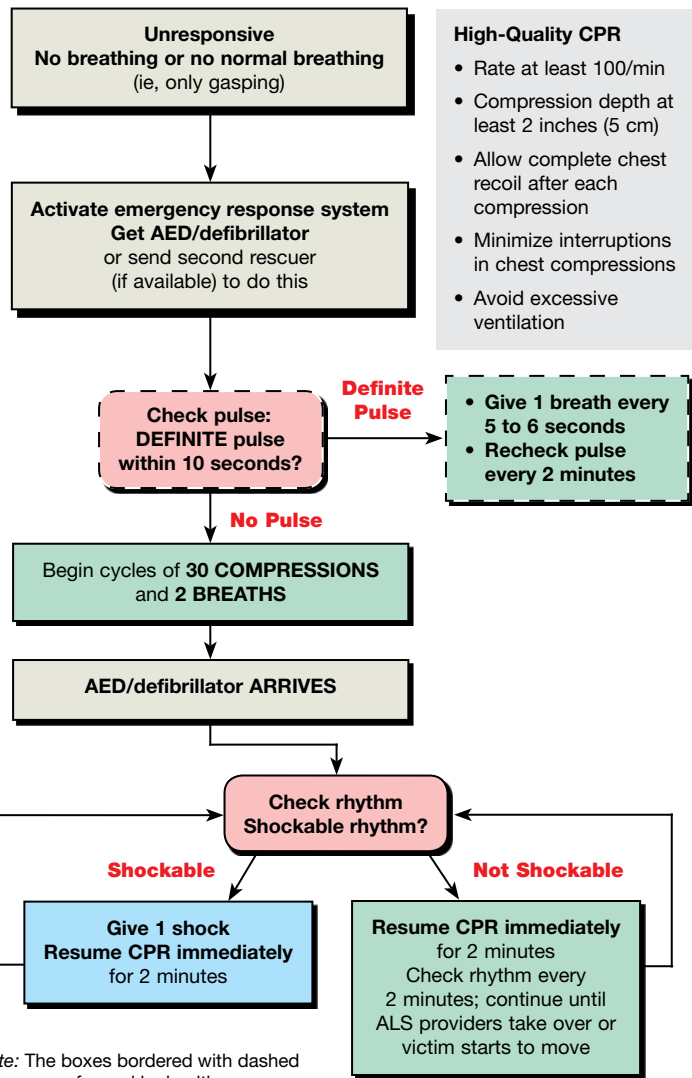 Unresponsive
No breathing or no normal breathing
(ie, only gasping)
High-Quality CPR
• Rate at least 100/min
• Compression depth at
least 2 inches (5 cm)
• Allow complete chest
recoil after each
compression
• Minimize interruptions
in chest compressions
• Avoid excessive
ventilation
Activate emergency response system
Get AED/defibrillator
or send second rescuer
(if available) to do this
Check pulse:
DEFINITE pulse
within 10 seconds?
Definite
Pulse
• Give 1 breath every
5 to 6 seconds
• Recheck pulse
every 2 minutes
No Pulse
Begin cycles of 30 COMPRESSIONS
and 2 BREATHS
AED/defibrillator ARRIVES
Check rhythm
Shockable rhythm?
Shockable
Not Shockable
Give 1 shock
Resume CPR immediately
for 2 minutes
Resume CPR immediately
for 2 minutes
Check rhythm every
2 minutes; continue until
ALS providers take over or
victim starts to move
The boxes bordered with dashed